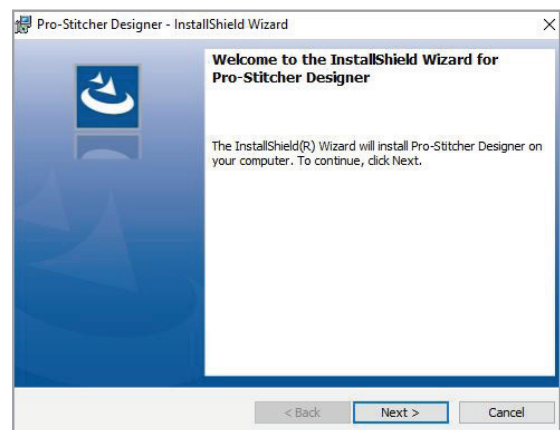 Pro-Stitcher Designer - InstallShield Wizard
Welcome to the InstallShield Wizard for
Pro-Stitcher Designer
The InstallShield(R) Wizard will install Pro-Stitcher Designer on
your computer. To continue, click Next.
< Back Next > Cancel